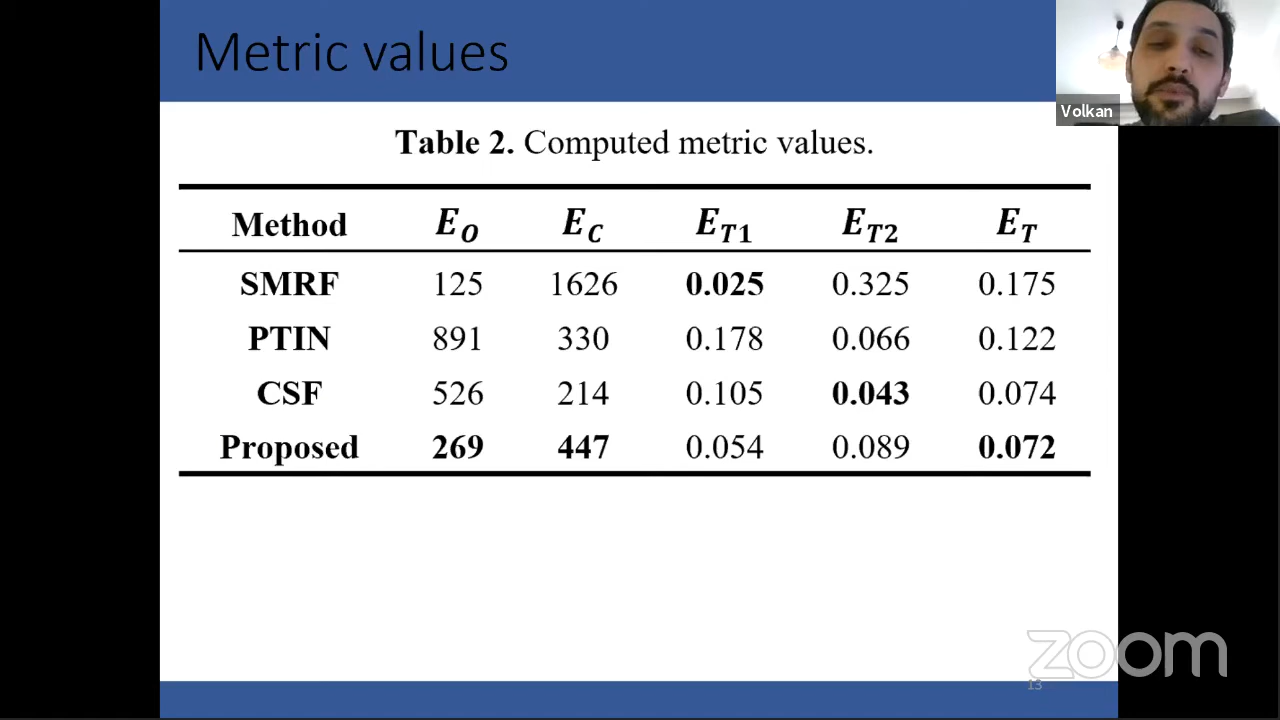 Metric values
Volkan
Table 2. Computed metric values.
Method E_O E_C E_T1 E_T2 E_T
SMRF 125 1626 0.025 0.325 0.175
PTIN 891 330 0.178 0.066 0.122
CSF 526 214 0.105 0.043 0.074
Proposed 269 447 0.054 0.089 0.072
zoom
13